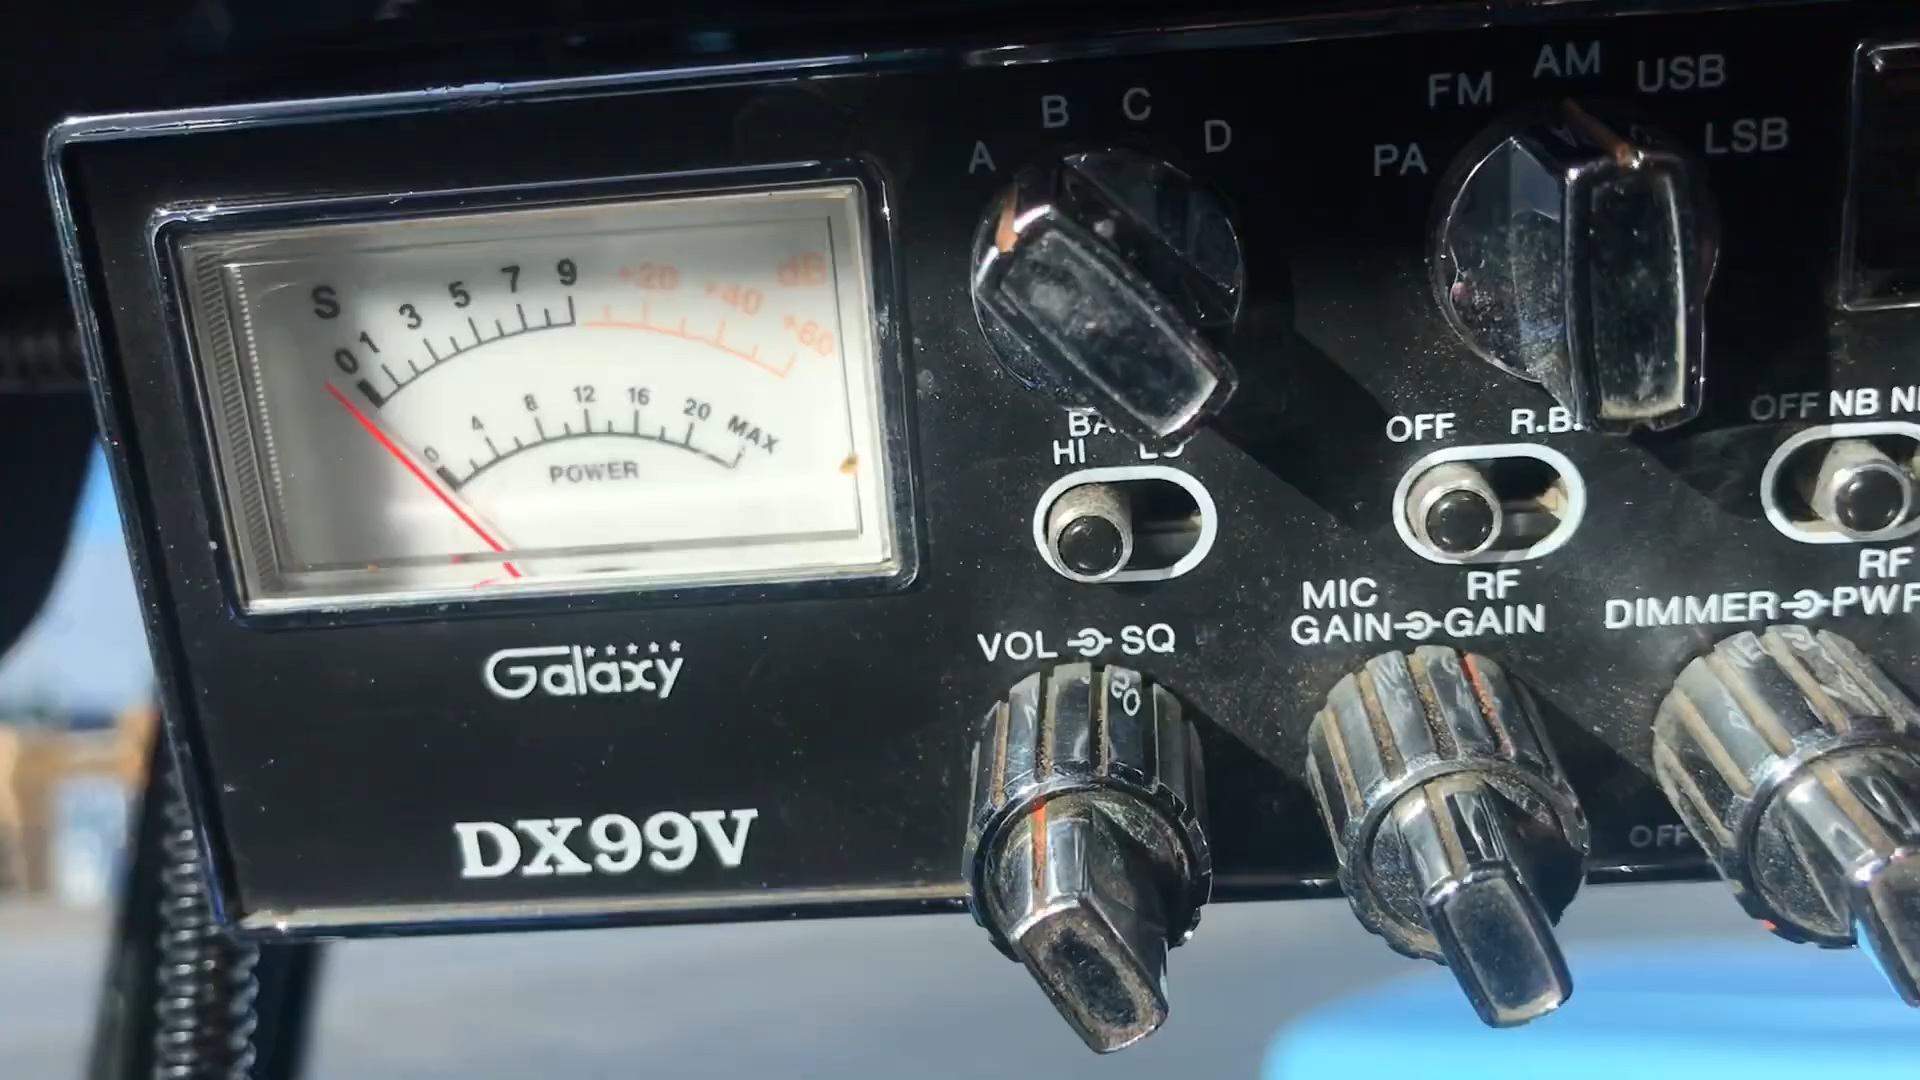 A B C D
PA FM AM USB LSB
S 0 1 3 5 7 9 +20 +40 +60 dB
0 4 8 12 16 20 MAX
POWER
HI
OFF R.B.
OFF NB
VOL SQ
MIC GAIN RF GAIN
DIMMER RF
Galaxy
DX99V
OFF